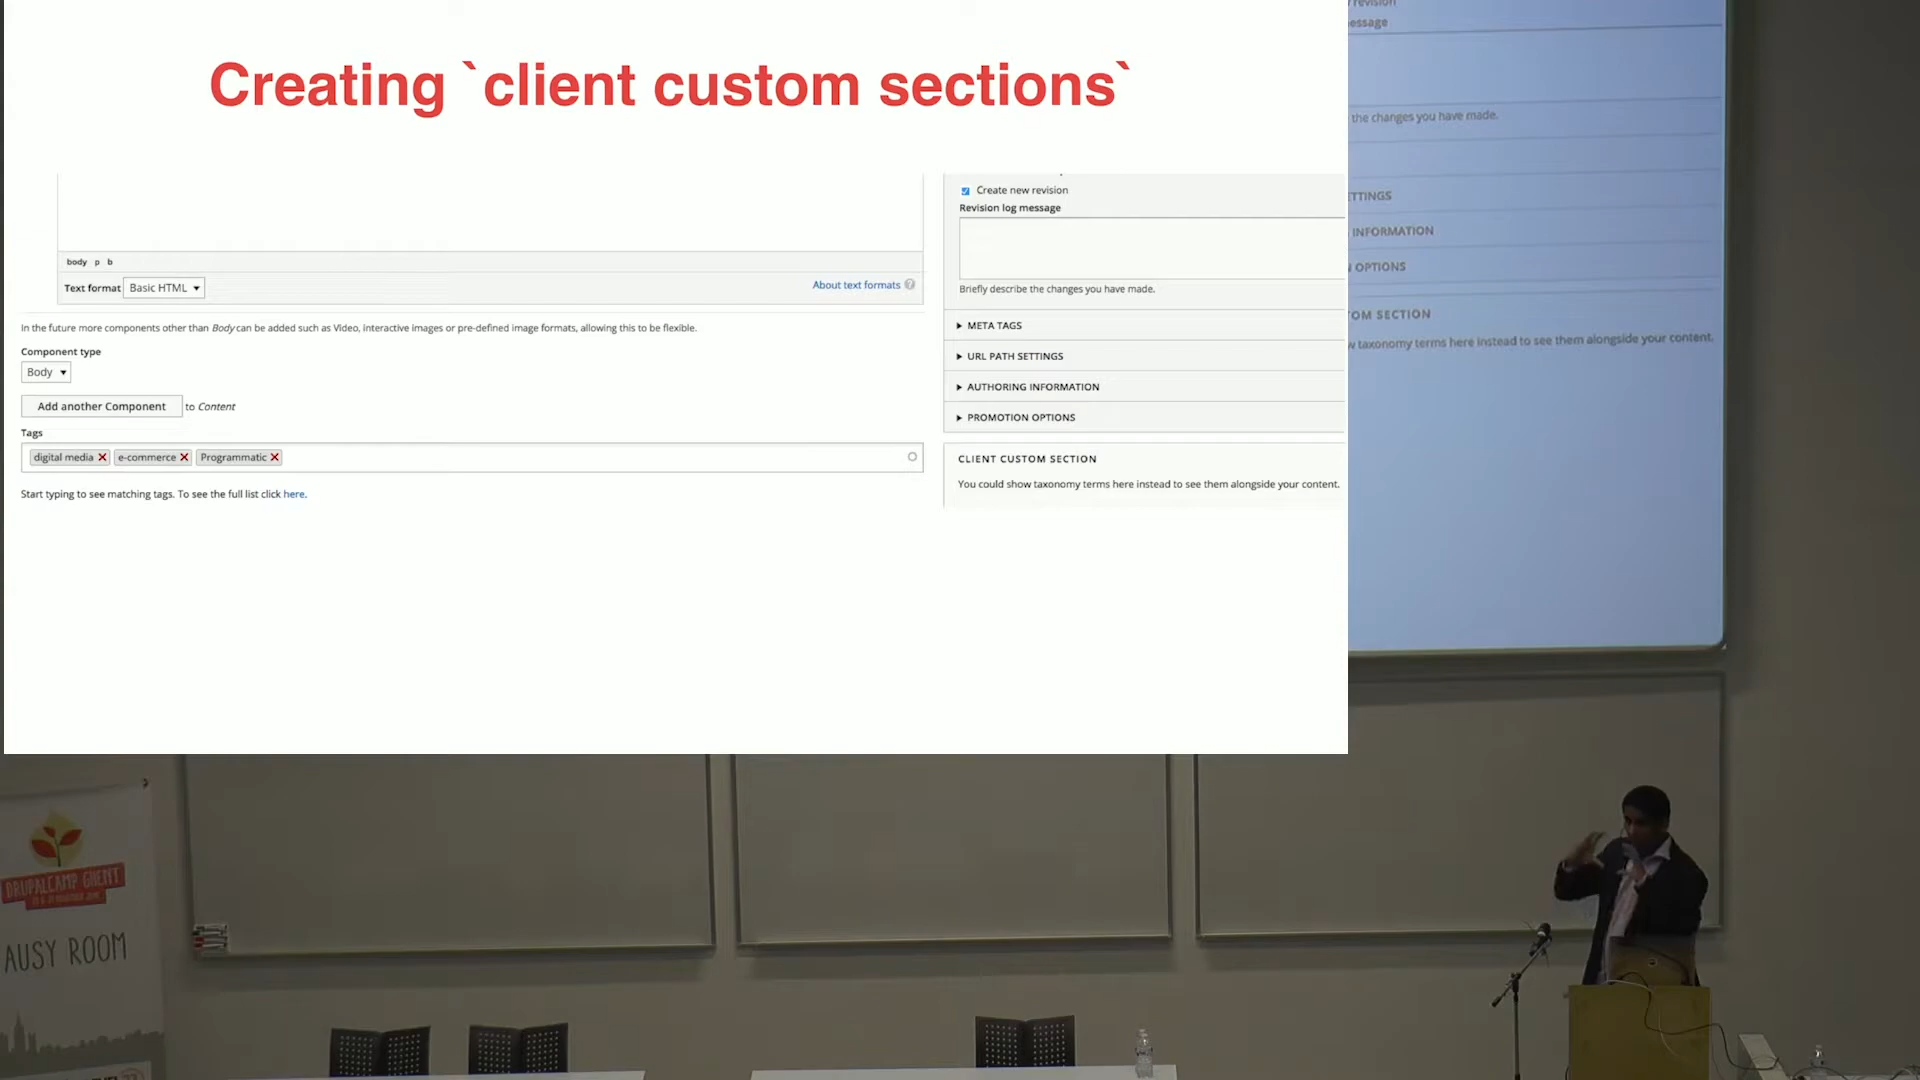 Creating `client custom sections`
body p b
Text format Basic HTML
About text formats ?
In the future more components other than Body can be added such as Video, interactive images or pre-defined image formats, allowing this to be flexible.
Component type
Body
Add another Component to Content
Tags
digital media e-commerce Programmatic
Start typing to see matching tags. To see the full list click here.
Create new revision
Revision log message
Briefly describe the changes you have made.
META TAGS
URL PATH SETTINGS
AUTHORING INFORMATION
PROMOTION OPTIONS
CLIENT CUSTOM SECTION
You could show taxonomy terms here instead to see them alongside your content.
revision
essage
the changes you have made.
ETTINGS
INFORMATION
OPTIONS
OM SECTION
taxonomy terms here instead to see them alongside your content.
DRUPALCAMP GHENT
AUSY ROOM